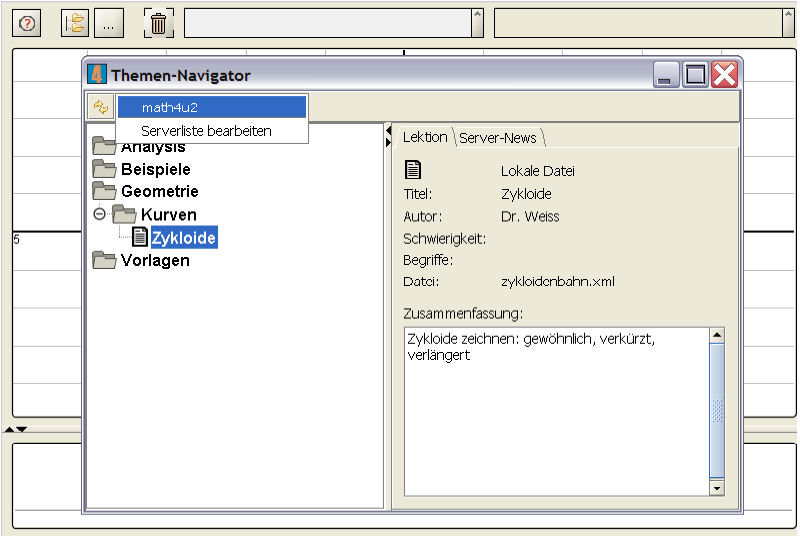 ...
Themen-Navigator
math4u2
Serverliste bearbeiten
Analysis
Beispiele
Geometrie
Kurven
Zykloide
Vorlagen
5
Lektion Server-News
Lokale Datei
Titel: Zykloide
Autor: Dr. Weiss
Schwierigkeit:
Begriffe:
Datei: zykloidenbahn.xml
Zusammenfassung:
Zykloide zeichnen: gewöhnlich, verkürzt,
verlängert